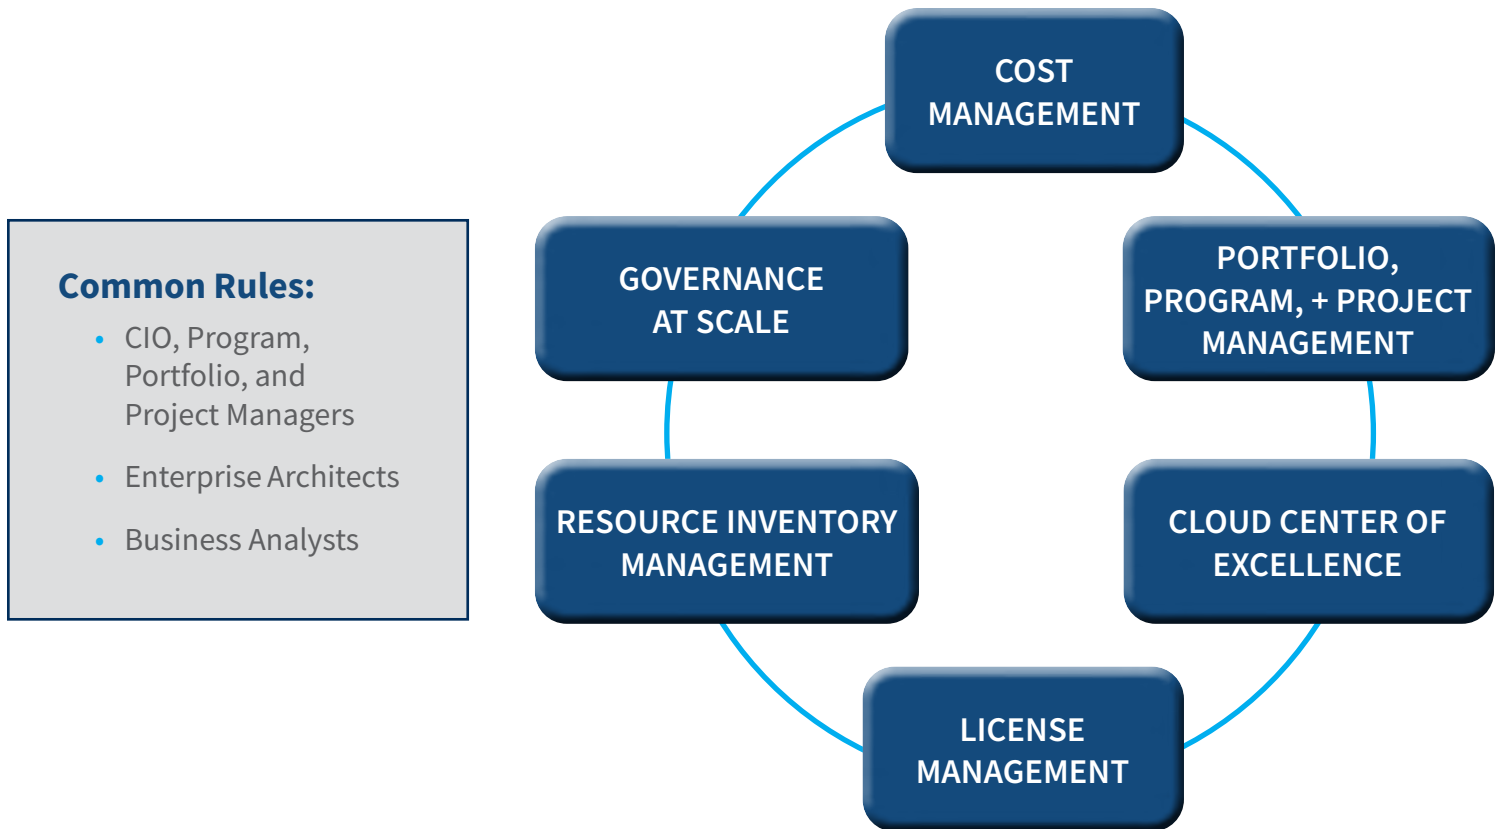 Common Rules:
• CIO, Program,
Portfolio, and
Project Managers
• Enterprise Architects
• Business Analysts
COST
MANAGEMENT
PORTFOLIO,
PROGRAM, + PROJECT
MANAGEMENT
CLOUD CENTER OF
EXCELLENCE
LICENSE
MANAGEMENT
RESOURCE INVENTORY
MANAGEMENT
GOVERNANCE
AT SCALE